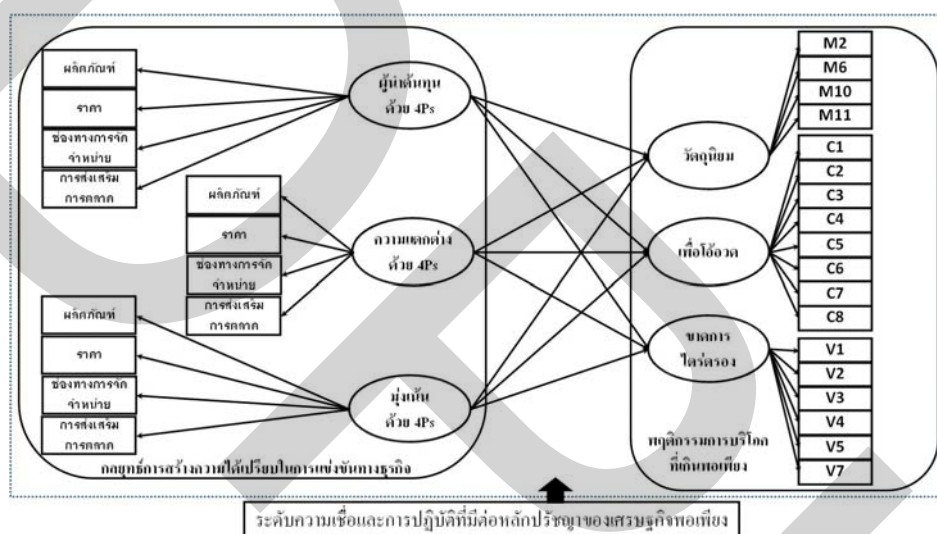 ผลิตภัณฑ์
ราคา
ช่องทางการจัด
จำหน่าย
การส่งเสริม
การตลาด
ผู้นำต้นทุน
ด้วย 4Ps
ผลิตภัณฑ์
ราคา
ช่องทางการจัด
จำหน่าย
การส่งเสริม
การตลาด
ความแตกต่าง
ด้วย 4Ps
ผลิตภัณฑ์
ราคา
ช่องทางการจัด
จำหน่าย
การส่งเสริม
การตลาด
มุ่งเน้น
ด้วย 4Ps
กลยุทธ์การสร้างความได้เปรียบในการแข่งขันทางธุรกิจ
วัตถุนิยม
เพื่อโอ้อวด
ขาดการ
ไตร่ตรอง
M2
M6
M10
M11
C1
C2
C3
C4
C5
C6
C7
C8
V1
V2
V3
V4
V5
V7
พฤติกรรมการบริโภค
ที่เกินพอเพียง
ระดับความเชื่อและการปฏิบัติที่มีต่อหลักปรัชญาของเศรษฐกิจพอเพียง